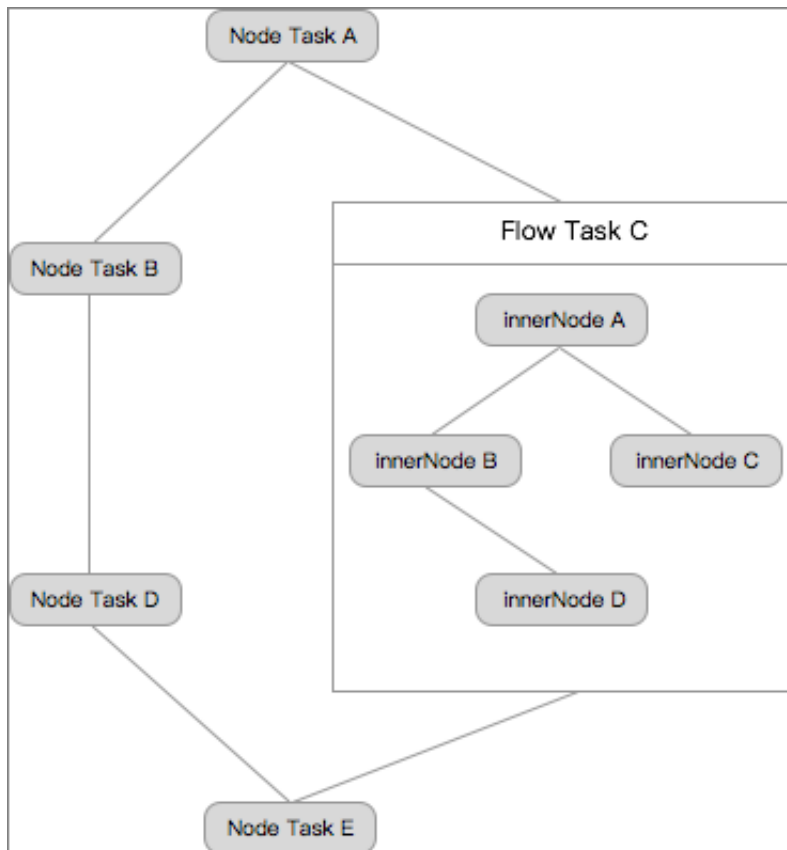 Node Task A
Flow Task C
Node Task B
innerNode A
innerNode B
innerNode C
Node Task D
innerNode D
Node Task E